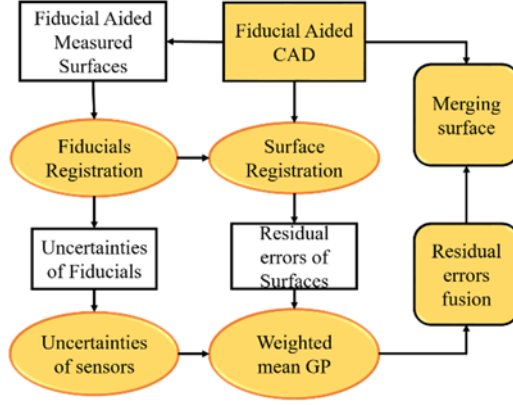 Fiducial Aided
Measured
Surfaces
Fiducial Aided
CAD
Merging
surface
Fiducials
Registration
Surface
Registration
Uncertainties
of Fiducials
Residual
errors of
Surfaces
Residual
errors
fusion
Uncertainties
of sensors
Weighted
mean GP